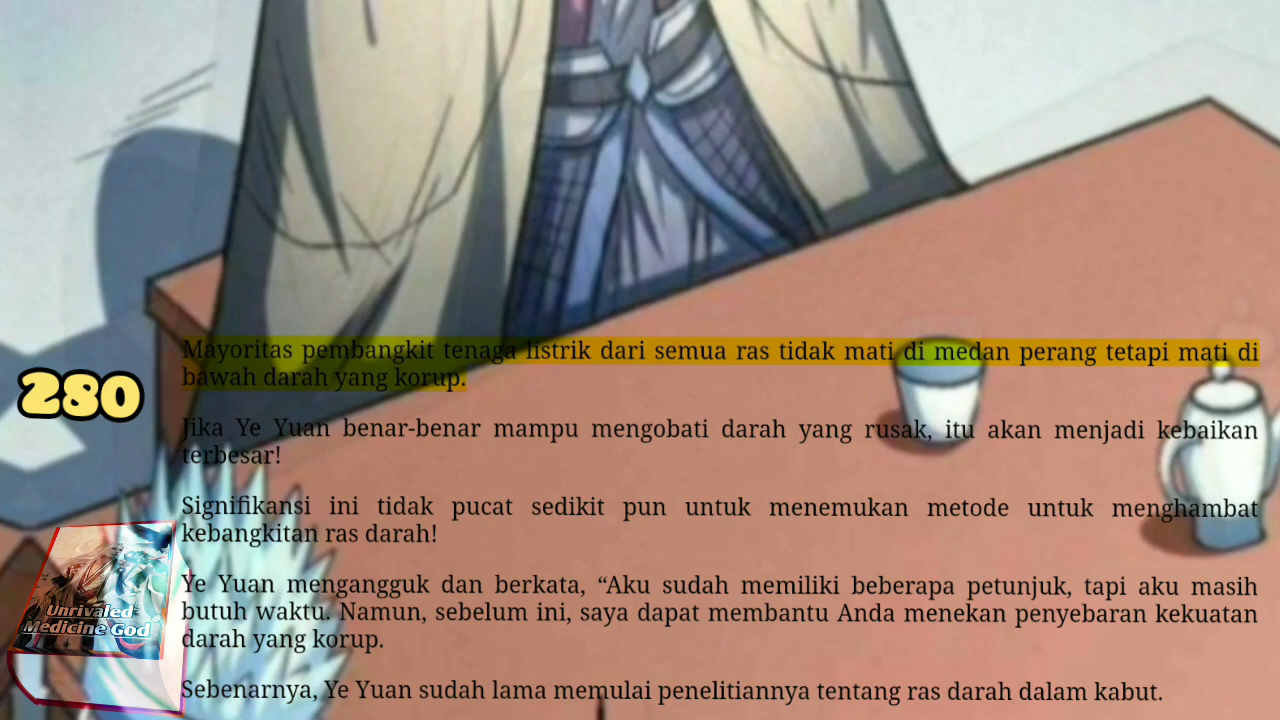 Mayoritas pembangkit tenaga listrik dari semua ras tidak mati di medan perang tetapi mati di
bawah darah yang korup.
280
Jika Ye Yuan benar-benar mampu mengobati darah yang rusak, itu akan menjadi kebaikan
terbesar!
Signifikansi ini tidak pucat sedikit pun untuk menemukan metode untuk menghambat
kebangkitan ras darah!
Ye Yuan mengangguk dan berkata, “Aku sudah memiliki beberapa petunjuk, tapi aku masih
butuh waktu. Namun, sebelum ini, saya dapat membantu Anda menekan penyebaran kekuatan
darah yang korup.
Unrivaled
Medicine God
Sebenarnya, Ye Yuan sudah lama memulai penelitiannya tentang ras darah dalam kabut.